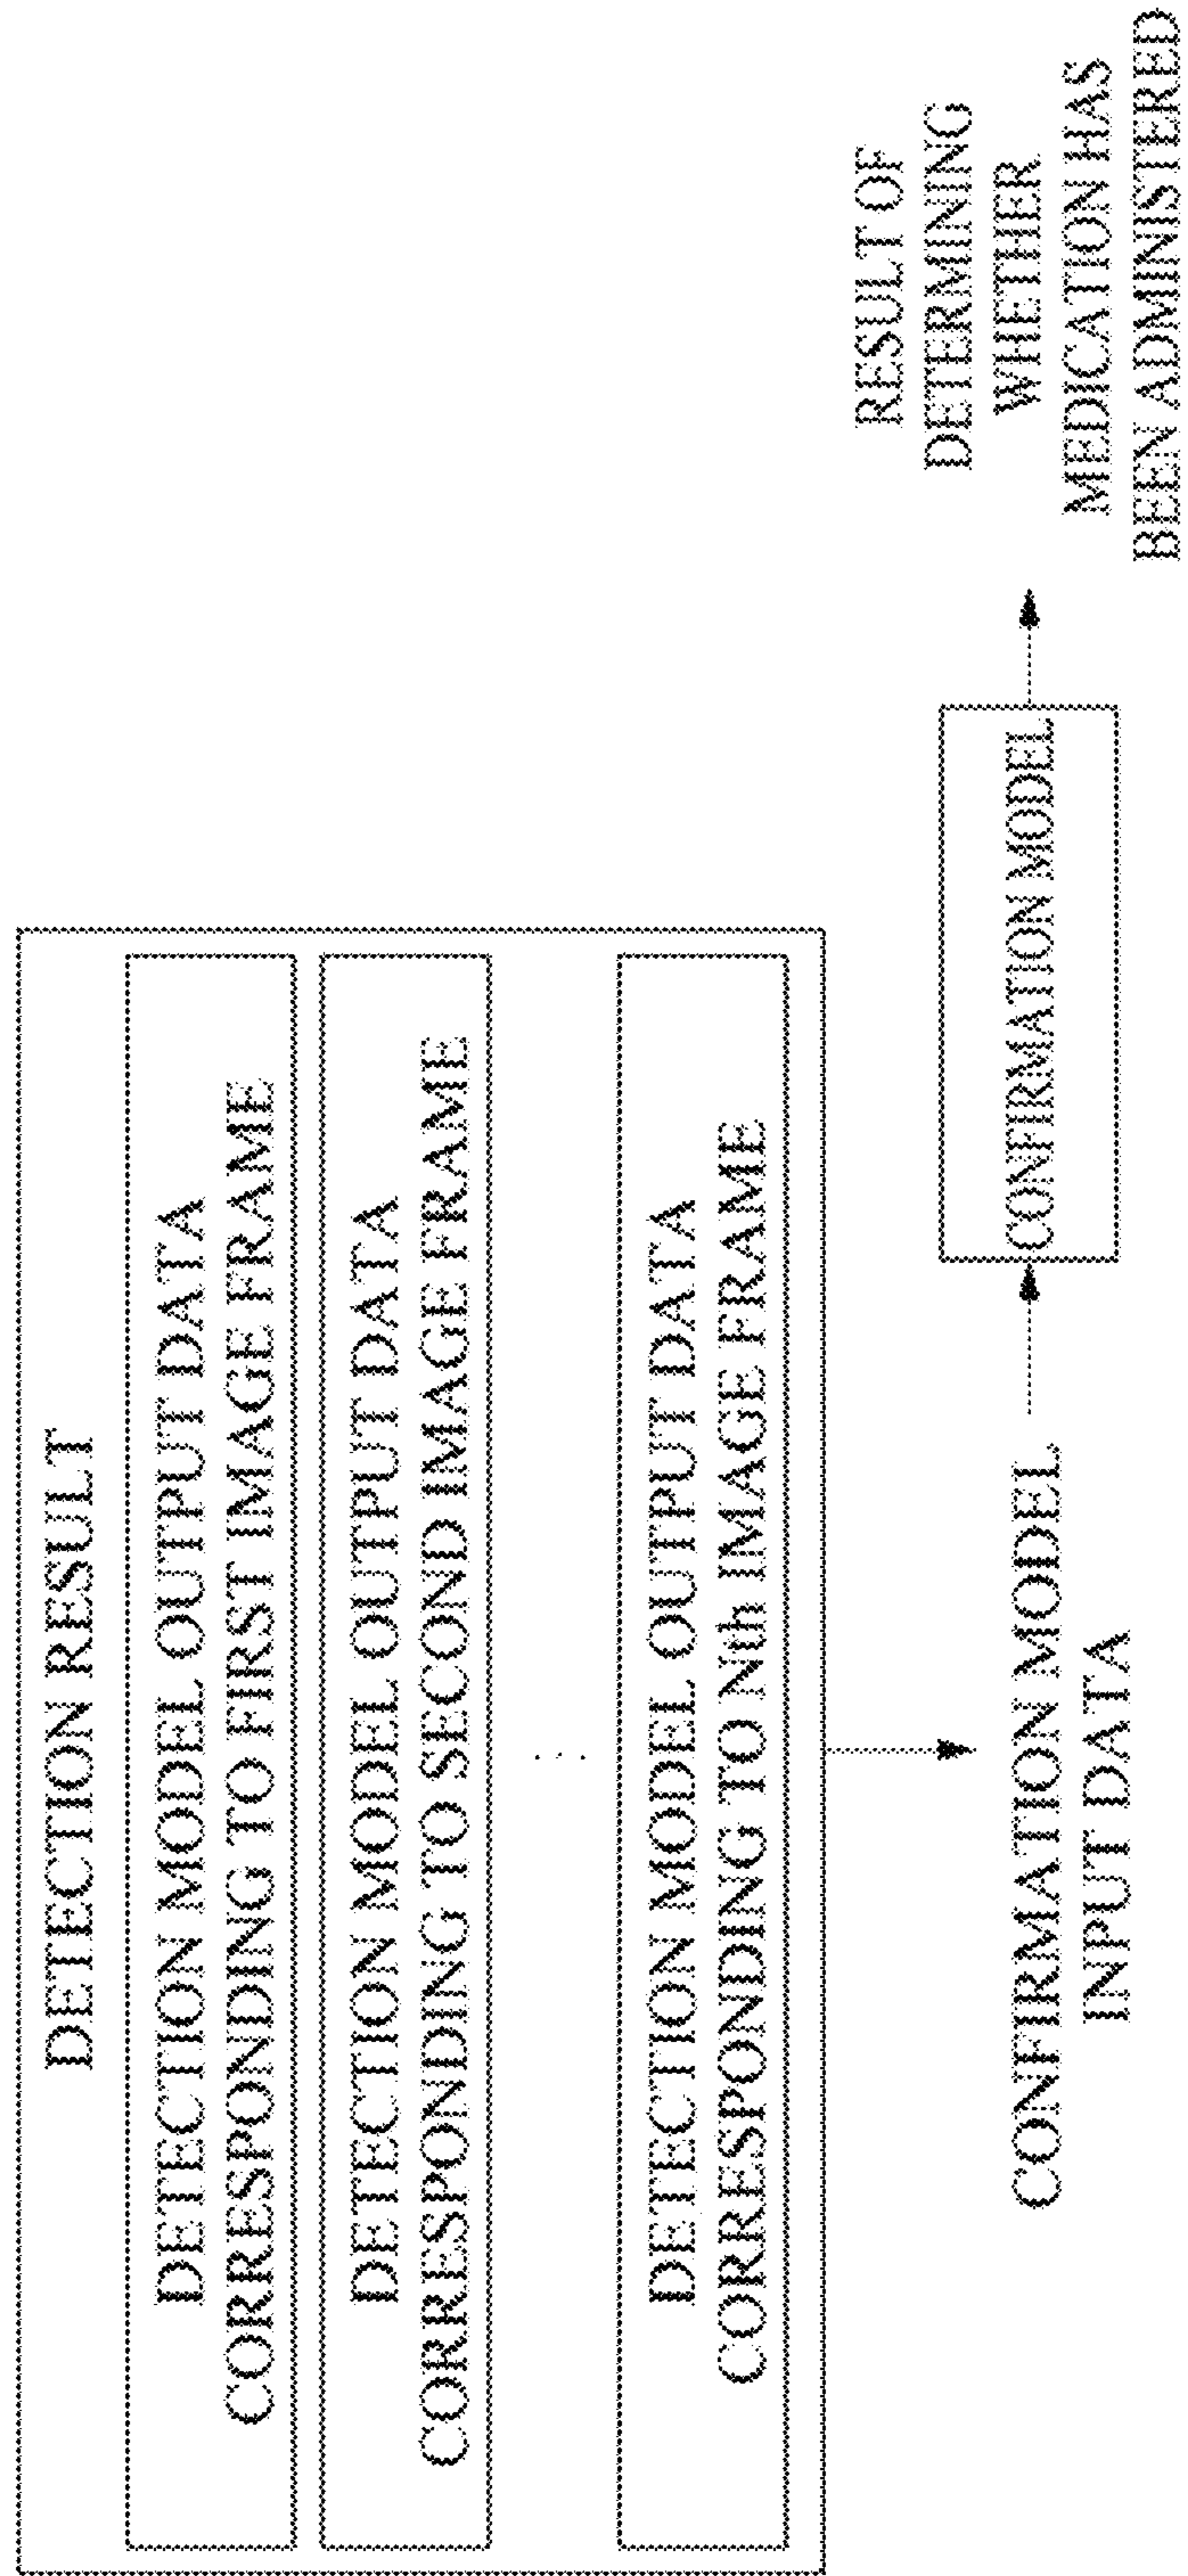 DETECTION RESULT
DETECTION MODEL OUTPUT DATA
CORRESPONDING TO FIRST IMAGE FRAME
DETECTION MODEL OUTPUT DATA
CORRESPONDING TO SECOND IMAGE FRAME
...
DETECTION MODEL OUTPUT DATA
CORRESPONDING TO Nth IMAGE FRAME
CONFIRMATION MODEL
INPUT DATA
CONFIRMATION MODEL
RESULT OF
DETERMINING
WHETHER
MEDICATION HAS
BEEN ADMINISTERED